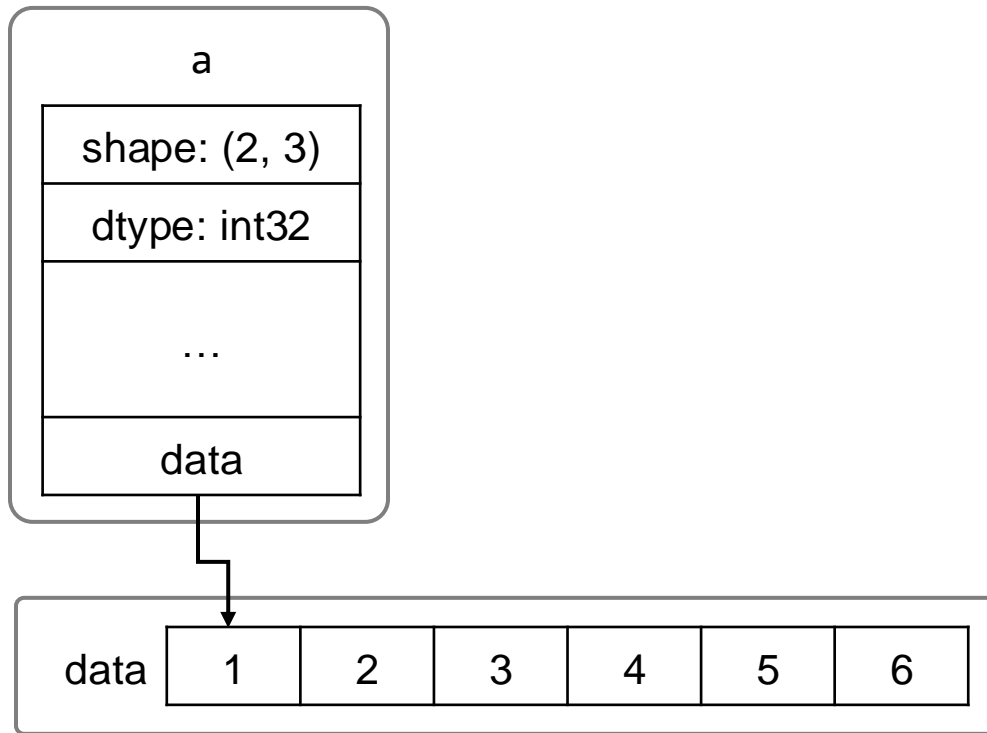 a
shape: (2, 3)
dtype: int32
...
data
data 1 2 3 4 5 6